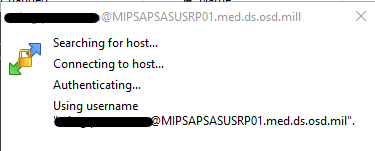 @MIPSAPSASUSRP01.med.ds.osd.mill
Searching for host...
Connecting to host...
Authenticating...
Using username
@MIPSAPSASUSRP01.med.ds.osd.mil".